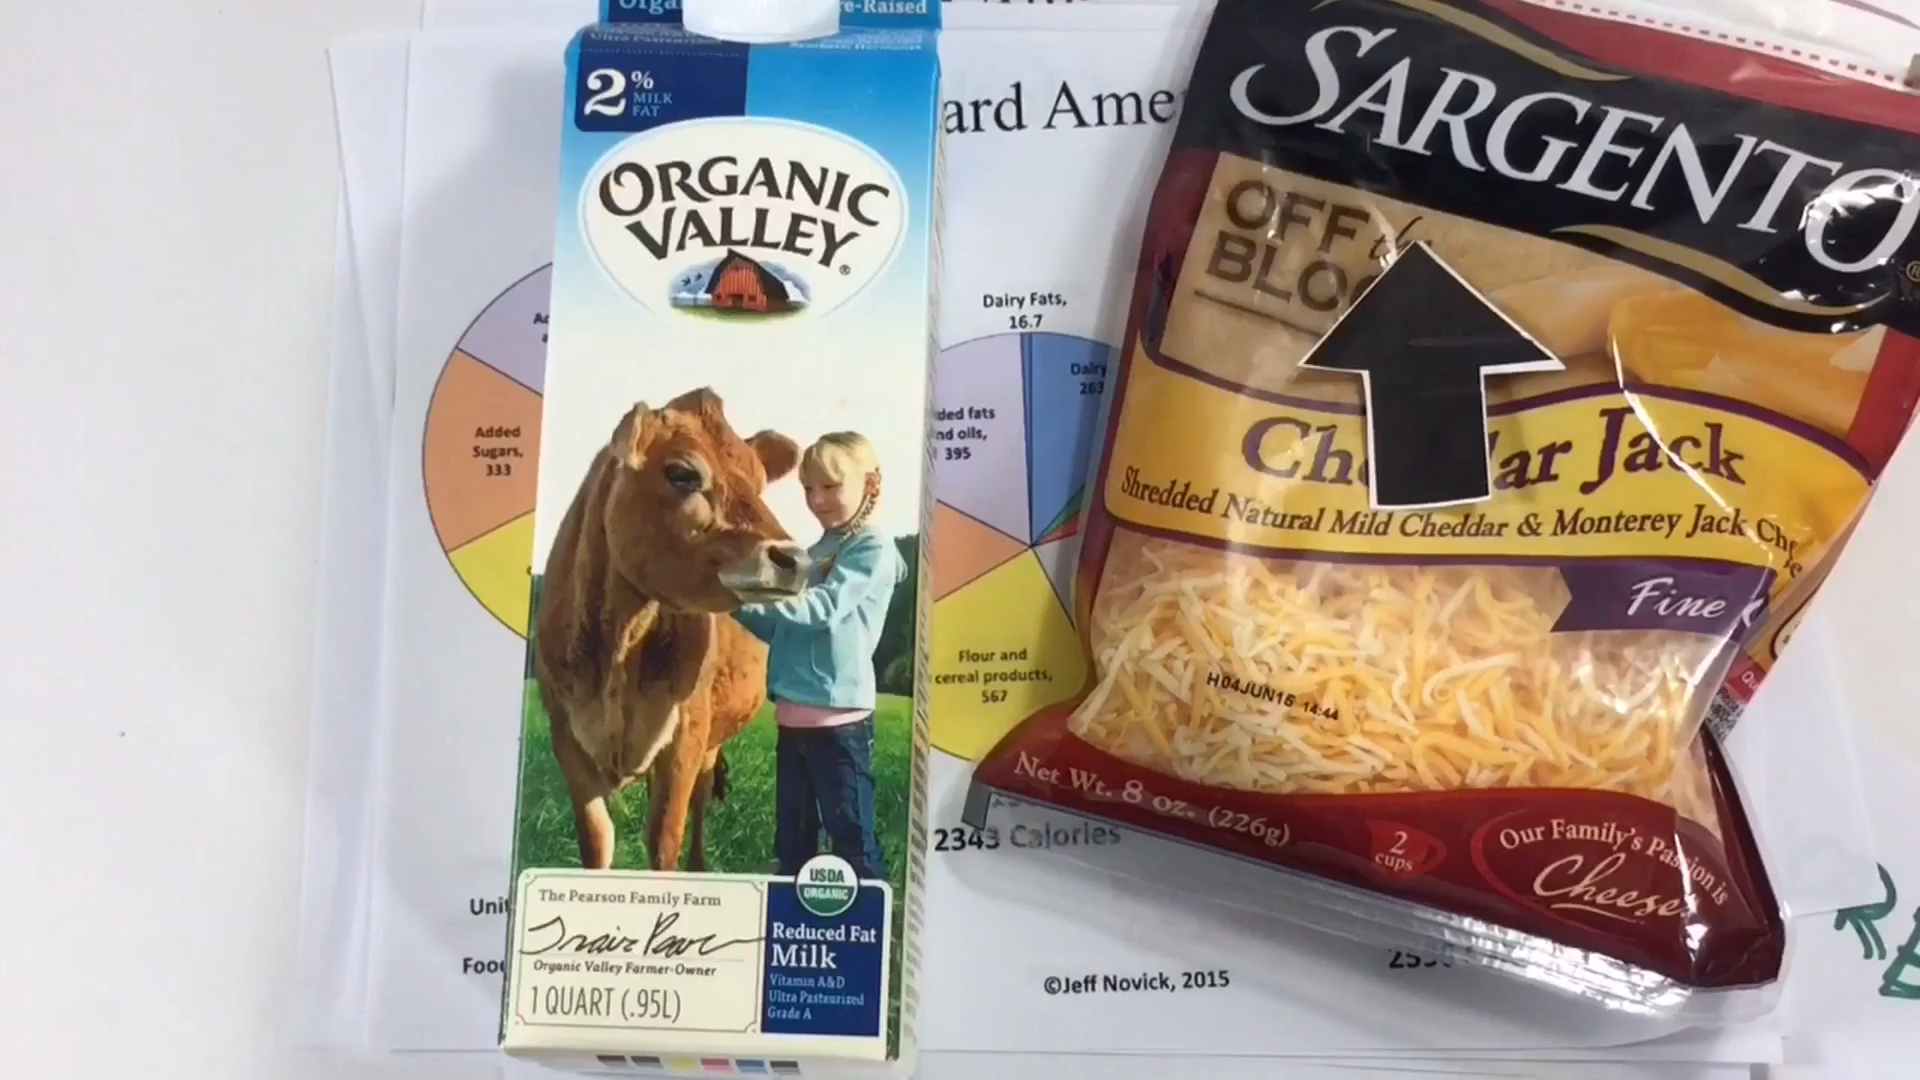 2%
MILK
FAT
ORGANIC
VALLEY®
The Pearson Family Farm
Organic Valley Farmer-Owner
1 QUART (.95L)
USDA
ORGANIC
Reduced Fat
Milk
Vitamin A&D
Ultra Pasteurized
Grade A
ard Ame
Added
Sugars,
333
Dairy Fats,
16.7
Dairy
263
ded fats
nd oils,
395
Flour and
cereal products,
567
2343 Calories
©Jeff Novick, 2015
SARGENTO®
OFF the
BLOC
Ch ar Jack
Shredded Natural Mild Cheddar & Monterey Jack Che
Fine
H04JUN16 14:44
Net Wt. 8 oz. (226g)
2
cups
Our Family's Passion is
Cheese